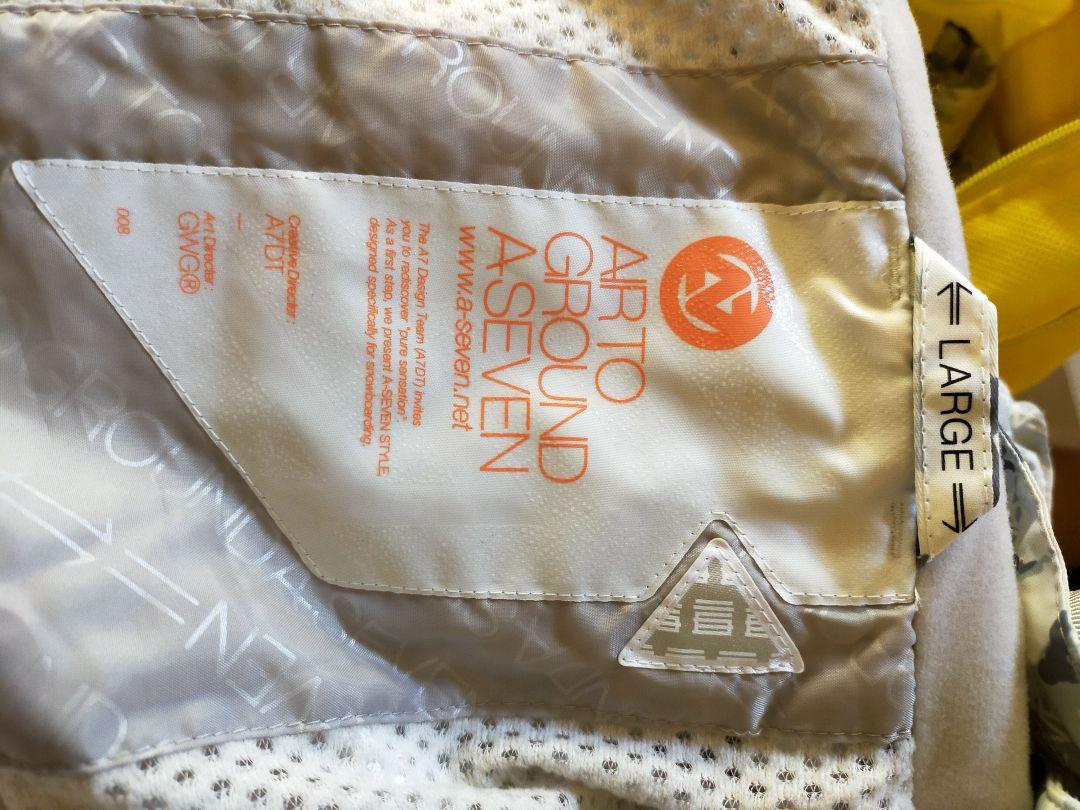 AIR TO
GROUND
A.SEVEN
www.a-seven.net
The A7 Design Team (A7DT) invites
you to rediscover "pure sensation".
As a first step, we present A-SEVEN STYLE,
designed specifically for snowboarding.
Creative Director :
A7DT
—
Art Director:
GWG®
008
LARGE